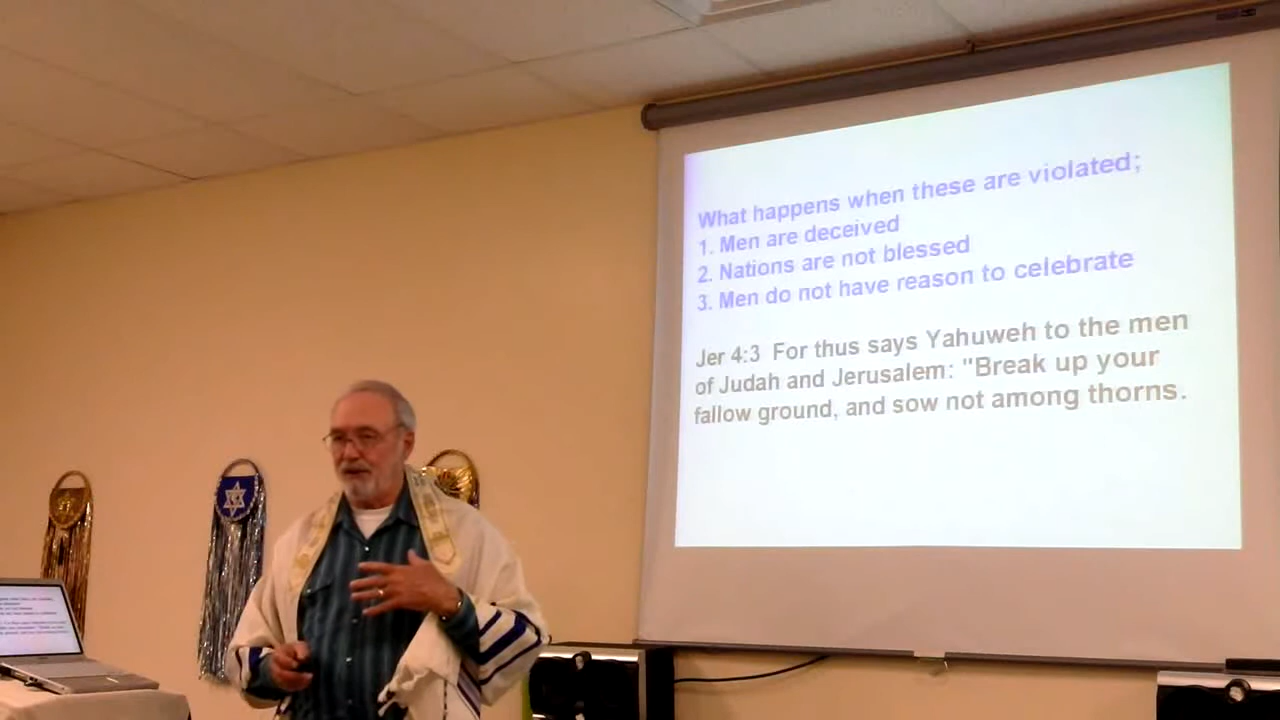 What happens when these are violated;
1. Men are deceived
2. Nations are not blessed
3. Men do not have reason to celebrate
Jer 4:3 For thus says Yahuweh to the men
of Judah and Jerusalem: "Break up your
fallow ground, and sow not among thorns.